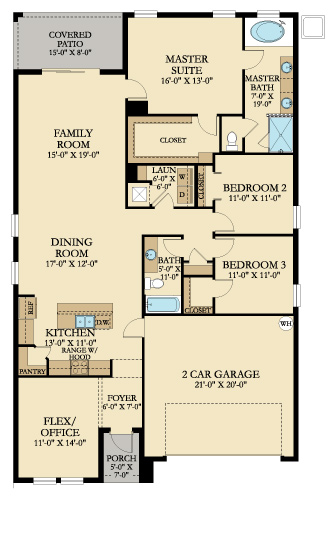 COVERED
PATIO
15'-0" X 8'-0"
MASTER
SUITE
16'-0" X 13'-0"
MASTER
BATH
7'-0" X
19'-0"
FAMILY
ROOM
15'-0" X 19'-0"
CLOSET
LAUN
6'-0" X
6'-0"
W
D
CLOSET
BEDROOM 2
11'-0" X 11'-0"
DINING
ROOM
17'-0" X 12'-0"
BATH
5'-0" X
11'-0"
BEDROOM 3
11'-0" X 11'-0"
CLOSET
REF
D.W.
KITCHEN
13'-0" X 11'-0"
RANGE W/
HOOD
PANTRY
WH
2 CAR GARAGE
21'-0" X 20'-0"
FOYER
6'-0" X 7'-0"
FLEX/
OFFICE
11'-0" X 14'-0"
PORCH
5'-0" X
7'-0"